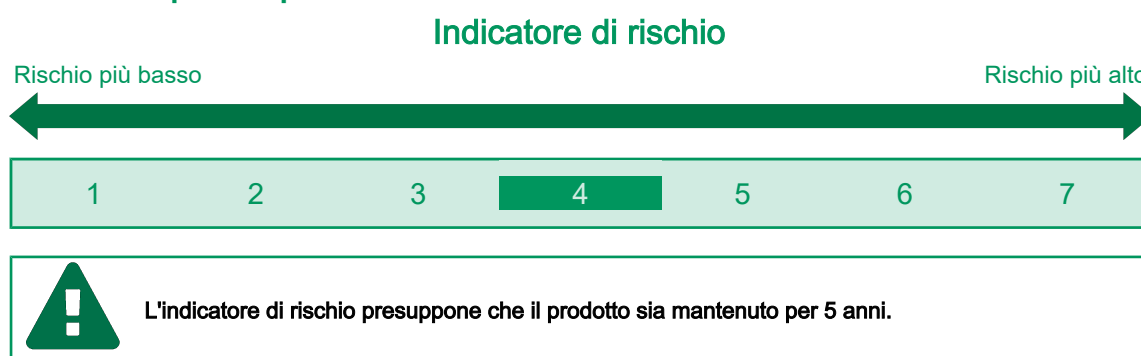 Indicatore di rischio
Rischio più basso Rischio più alto
1 2 3 4 5 6 7
L'indicatore di rischio presuppone che il prodotto sia mantenuto per 5 anni.